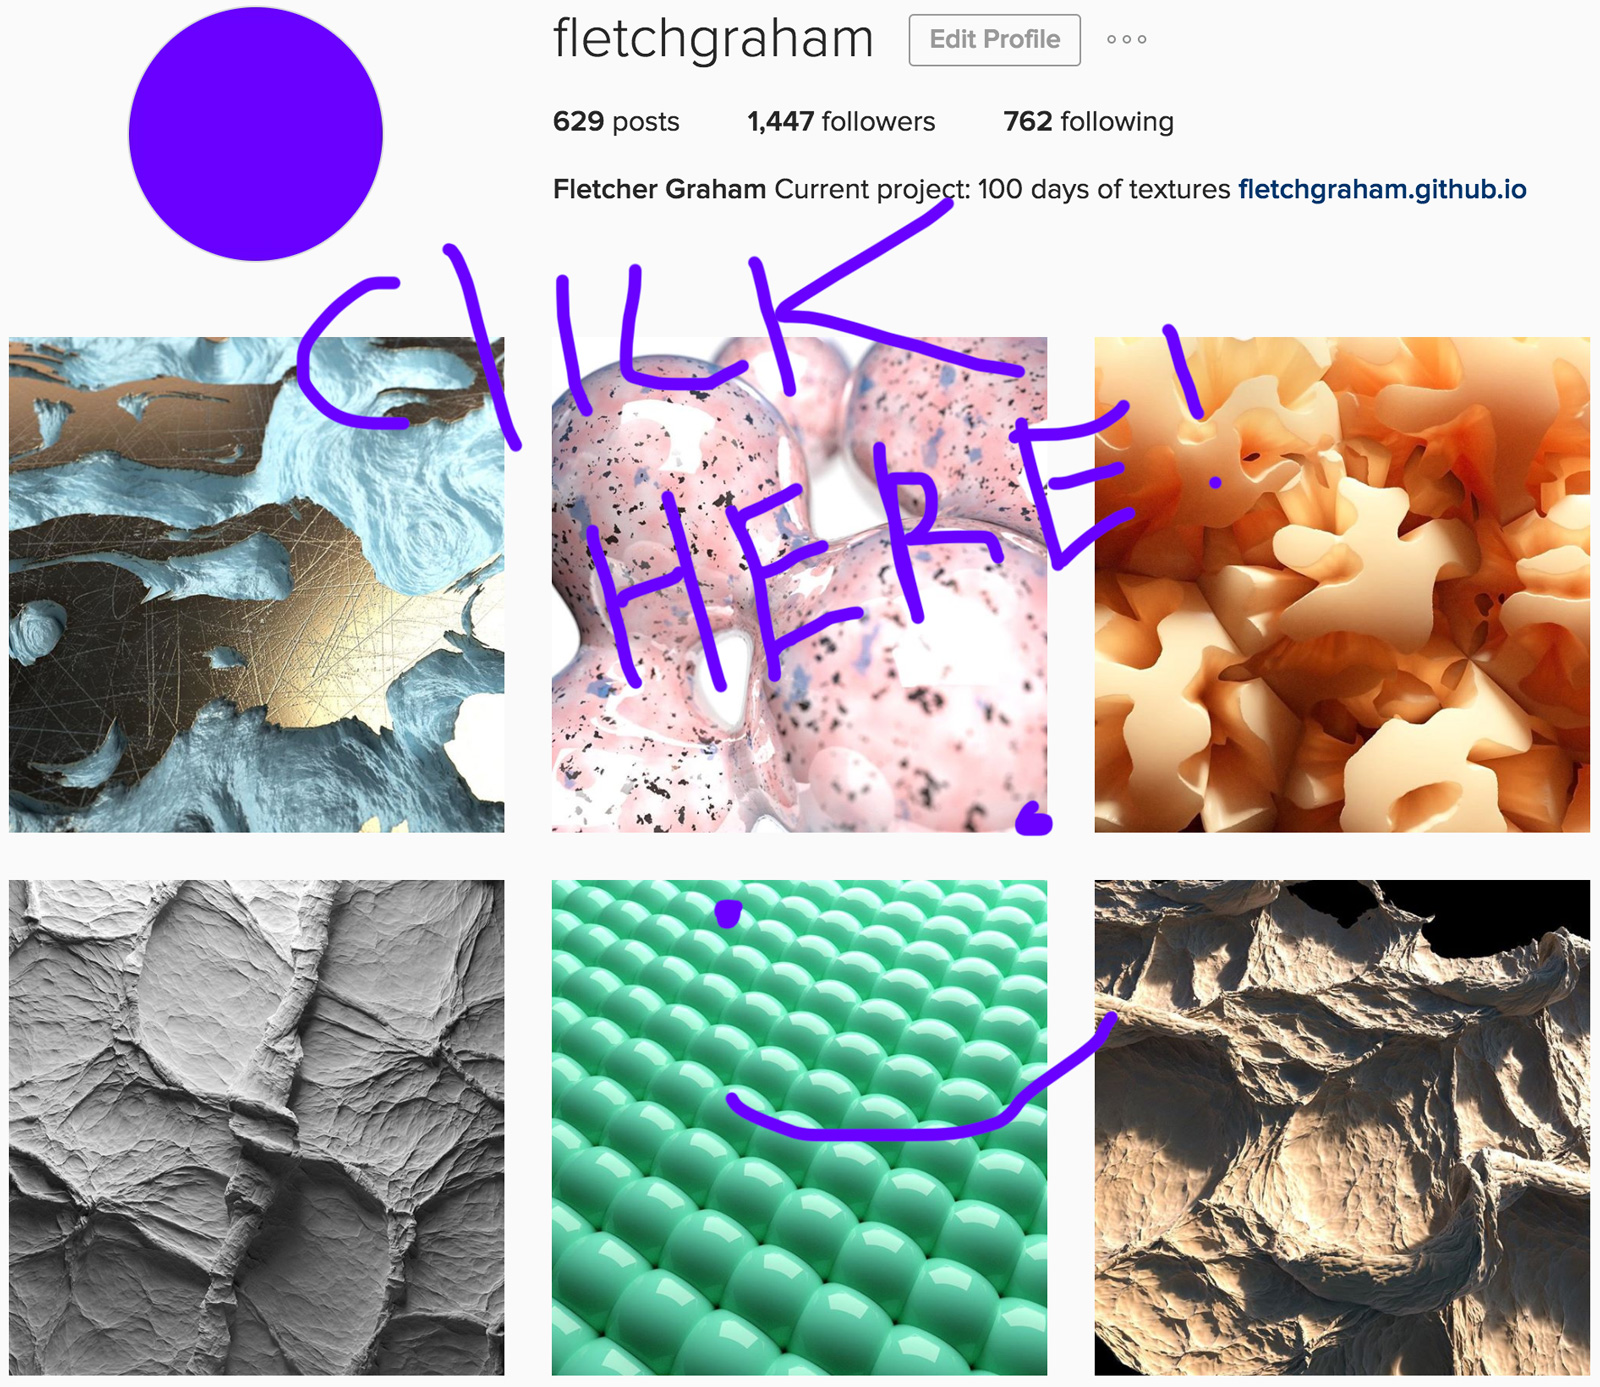 fletchgraham Edit Profile
629 posts 1,447 followers 762 following
Fletcher Graham Current project: 100 days of textures fletchgraham.github.io
ClICK
HERE!